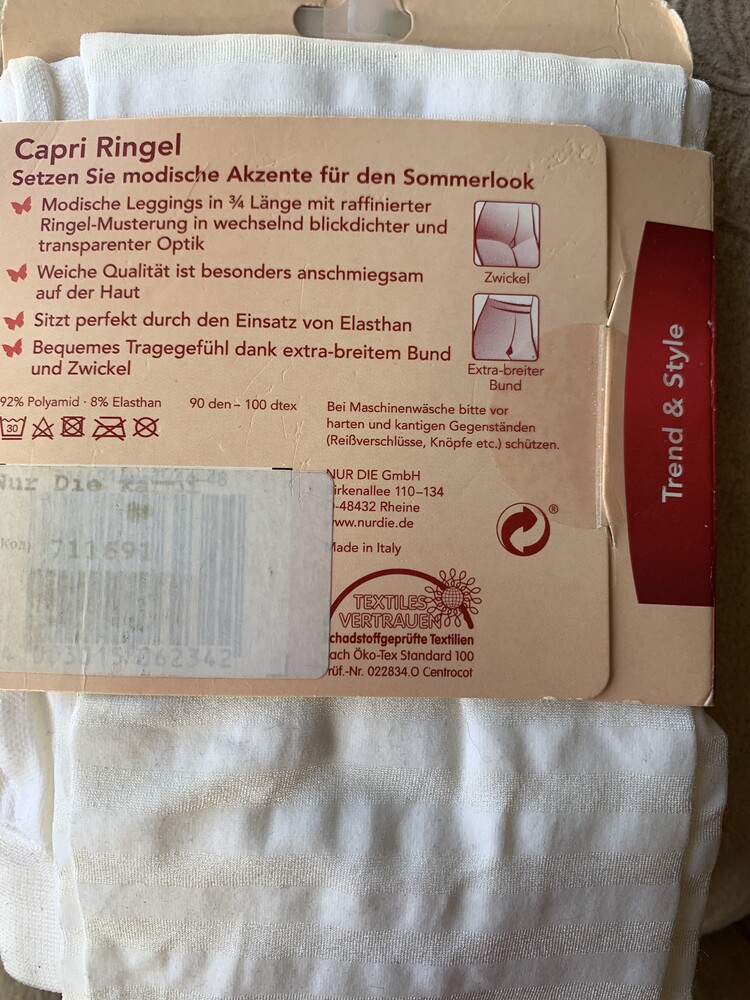 Capri Ringel
Setzen Sie modische Akzente für den Sommerlook
Modische Leggings in ¾ Länge mit raffinierter
Ringel-Musterung in wechselnd blickdichter und
transparenter Optik
Weiche Qualität ist besonders anschmiegsam
auf der Haut
Sitzt perfekt durch den Einsatz von Elasthan
Bequemes Tragegefühl dank extra-breitem Bund
und Zwickel
Zwickel
Extra-breiter
Bund
92% Polyamid · 8% Elasthan
90 den – 100 dtex
30
Bei Maschinenwäsche bitte vor
harten und kantigen Gegenständen
(Reißverschlüsse, Knöpfe etc.) schützen.
NUR DIE GmbH
irkenallee 110–134
-48432 Rheine
www.nurdie.de
Made in Italy
®
TEXTILES
VERTRAUEN
chadstoffgeprüfte Textilien
ach Öko-Tex Standard 100
rüf.-Nr. 022834.O Centrocot
Nur Die
Код
711691
Trend & Style